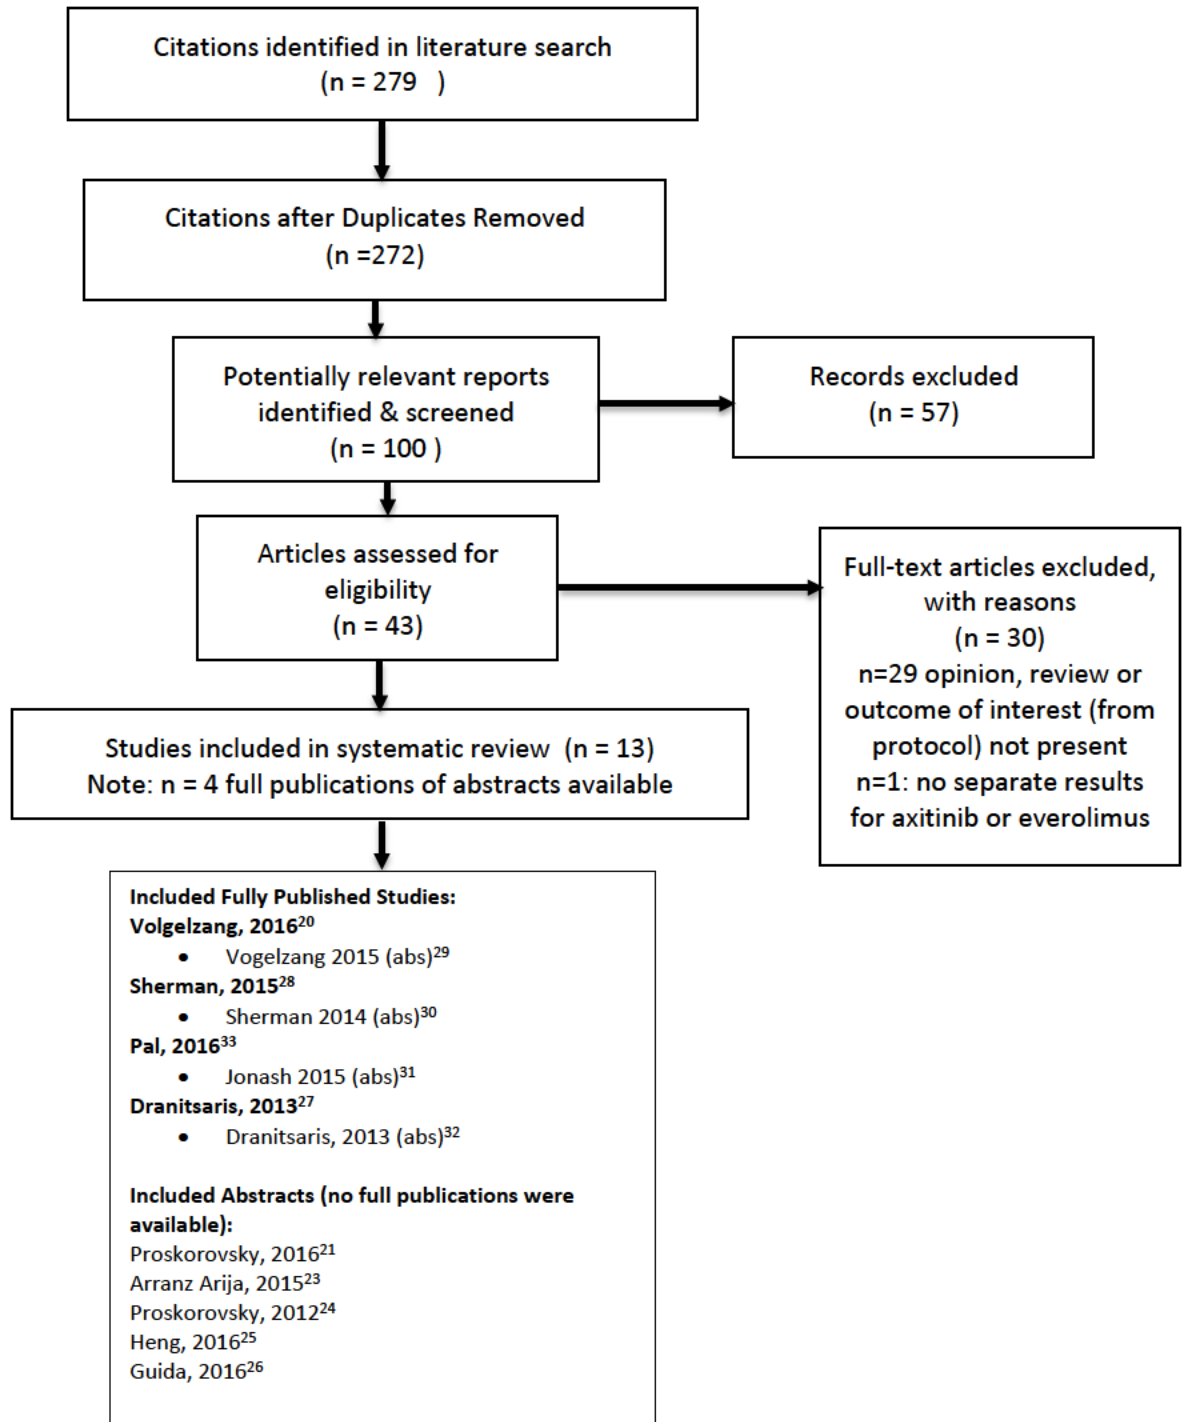 Citations identified in literature search
(n = 279 )
Citations after Duplicates Removed
(n =272)
Potentially relevant reports
identified & screened
(n = 100 )
Records excluded
(n = 57)
Articles assessed for
eligibility
(n = 43)
Full-text articles excluded,
with reasons
(n = 30)
n=29 opinion, review or
outcome of interest (from
protocol) not present
n=1: no separate results
for axitinib or everolimus
Studies included in systematic review (n = 13)
Note: n = 4 full publications of abstracts available
Included Fully Published Studies:
Volgelzang, 2016²⁰
• Vogelzang 2015 (abs)²⁹
Sherman, 2015²⁸
• Sherman 2014 (abs)³⁰
Pal, 2016³³
• Jonash 2015 (abs)³¹
Dranitsaris, 2013²⁷
• Dranitsaris, 2013 (abs)³²
Included Abstracts (no full publications were
available):
Proskorovsky, 2016²¹
Arranz Arija, 2015²³
Proskorovsky, 2012²⁴
Heng, 2016²⁵
Guida, 2016²⁶